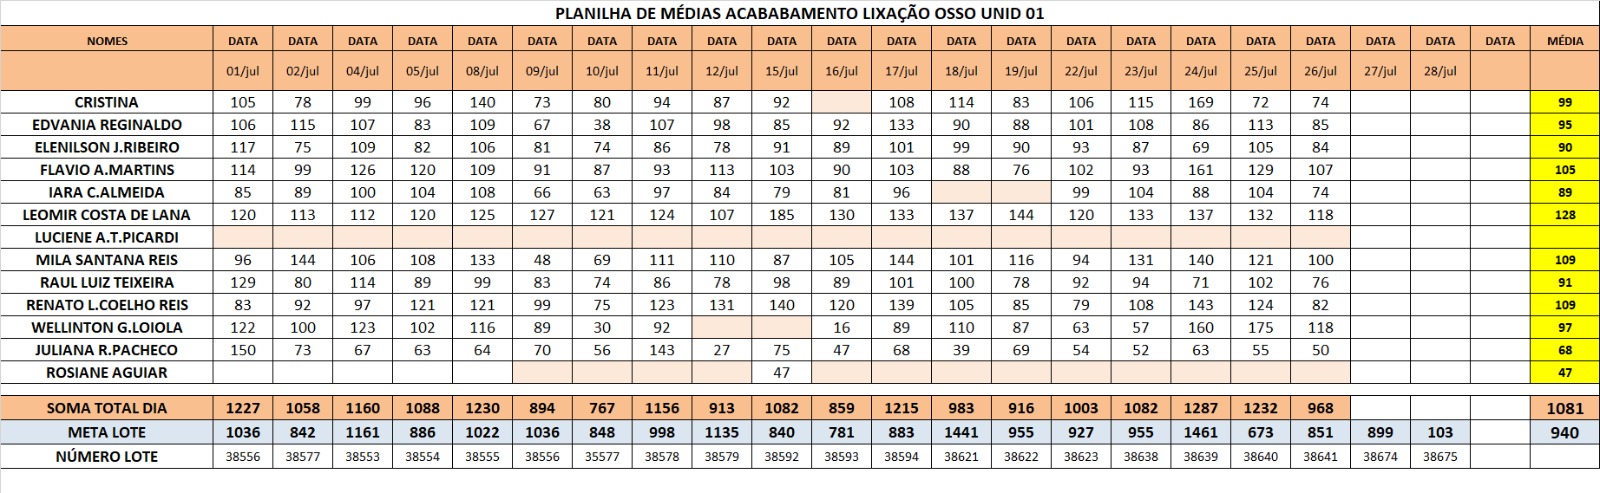 PLANILHA DE MÉDIAS ACABABAMENTO LIXAÇÃO OSSO UNID 01
NOMES DATA DATA DATA DATA DATA DATA DATA DATA DATA DATA DATA DATA DATA DATA DATA DATA DATA DATA DATA DATA DATA DATA MÉDIA
01/jul 02/jul 04/jul 05/jul 08/jul 09/jul 10/jul 11/jul 12/jul 15/jul 16/jul 17/jul 18/jul 19/jul 22/jul 23/jul 24/jul 25/jul 26/jul 27/jul 28/jul
CRISTINA 105 78 99 96 140 73 80 94 87 92 108 114 83 106 115 169 72 74 99
EDVANIA REGINALDO 106 115 107 83 109 67 38 107 98 85 92 133 90 88 101 108 86 113 85 95
ELENILSON J.RIBEIRO 117 75 109 82 106 81 74 86 78 91 89 101 99 90 93 87 69 105 84 90
FLAVIO A.MARTINS 114 99 126 120 109 91 87 93 113 103 90 103 88 76 102 93 161 129 107 105
IARA C.ALMEIDA 85 89 100 104 108 66 63 97 84 79 81 96 99 104 88 104 74 89
LEOMIR COSTA DE LANA 120 113 112 120 125 127 121 124 107 185 130 133 137 144 120 133 137 132 118 128
LUCIENE A.T.PICARDI
MILA SANTANA REIS 96 144 106 108 133 48 69 111 110 87 105 144 101 116 94 131 140 121 100 109
RAUL LUIZ TEIXEIRA 129 80 114 89 99 83 74 86 78 98 89 101 100 78 92 94 71 102 76 91
RENATO L.COELHO REIS 83 92 97 121 121 99 75 123 131 140 120 139 105 85 79 108 143 124 82 109
WELLINTON G.LOIOLA 122 100 123 102 116 89 30 92 16 89 110 87 63 57 160 175 118 97
JULIANA R.PACHECO 150 73 67 63 64 70 56 143 27 75 47 68 39 69 54 52 63 55 50 68
ROSIANE AGUIAR 47 47
SOMA TOTAL DIA 1227 1058 1160 1088 1230 894 767 1156 913 1082 859 1215 983 916 1003 1082 1287 1232 968 1081
META LOTE 1036 842 1161 886 1022 1036 848 998 1135 840 781 883 1441 955 927 955 1461 673 851 899 103 940
NÚMERO LOTE 38556 38577 38553 38554 38555 38556 35577 38578 38579 38592 38593 38594 38621 38622 38623 38638 38639 38640 38641 38674 38675